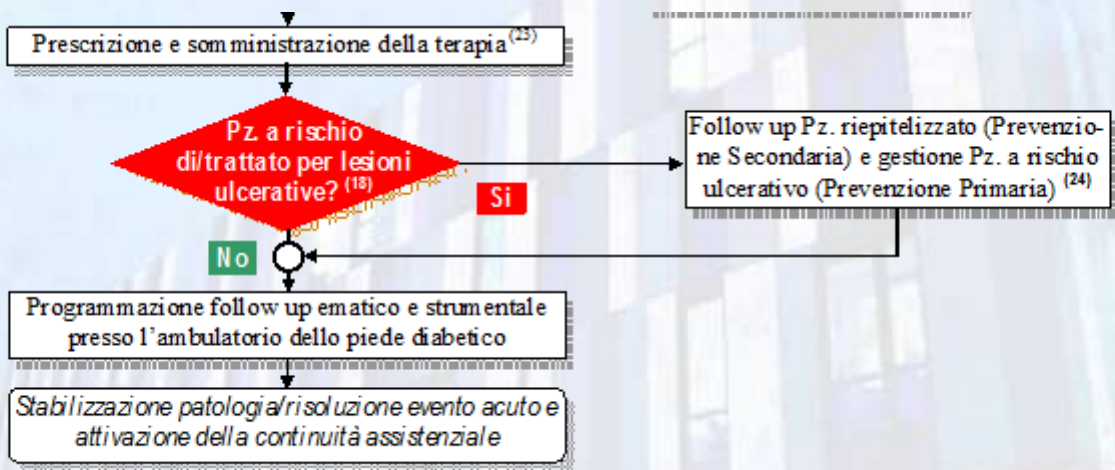 Prescrizione e somministrazione della terapia(23)
Pz. a rischio
di/trattato per lesioni
ulcerative? (18)
Si
Follow up Pz. riepitelizzato (Prevenzio-
ne Secondaria) e gestione Pz. a rischio
ulcerativo (Prevenzione Primaria) (24)
No
Programmazione follow up ematico e strumentale
presso l'ambulatorio dello piede diabetico
Stabilizzazione patologia/risoluzione evento acuto e
attivazione della continuità assistenziale